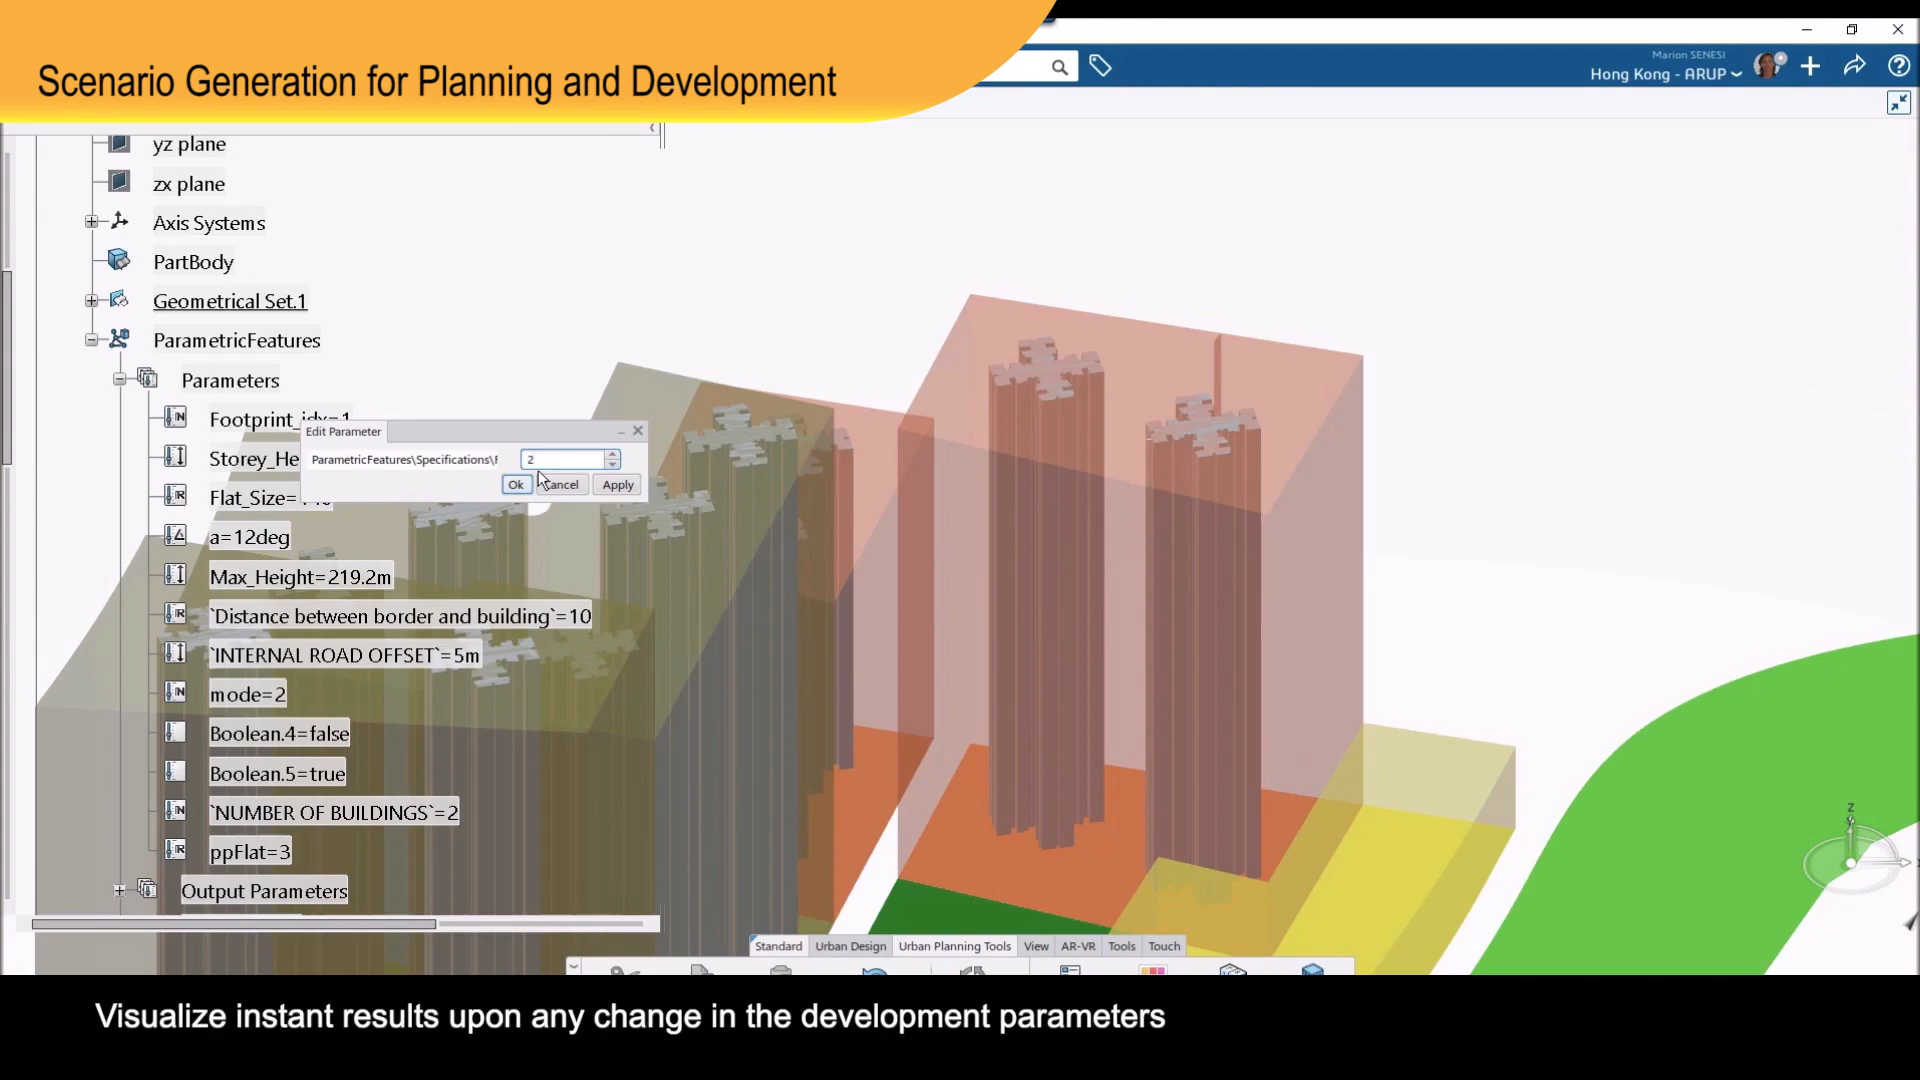 Scenario Generation for Planning and Development
Marion SENESI
Hong Kong - ARUP
yz plane
zx plane
Axis Systems
PartBody
Geometrical Set.1
ParametricFeatures
Parameters
Footprint_idx=1
Edit Parameter
ParametricFeatures\Specifications\F
2
Ok
Cancel
Apply
Storey_He
Flat_Size=
a=12deg
Max_Height=219.2m
`Distance between border and building`=10
`INTERNAL ROAD OFFSET`=5m
mode=2
Boolean.4=false
Boolean.5=true
`NUMBER OF BUILDINGS`=2
ppFlat=3
Output Parameters
z
Standard
Urban Design
Urban Planning Tools
View
AR-VR
Tools
Touch
Visualize instant results upon any change in the development parameters